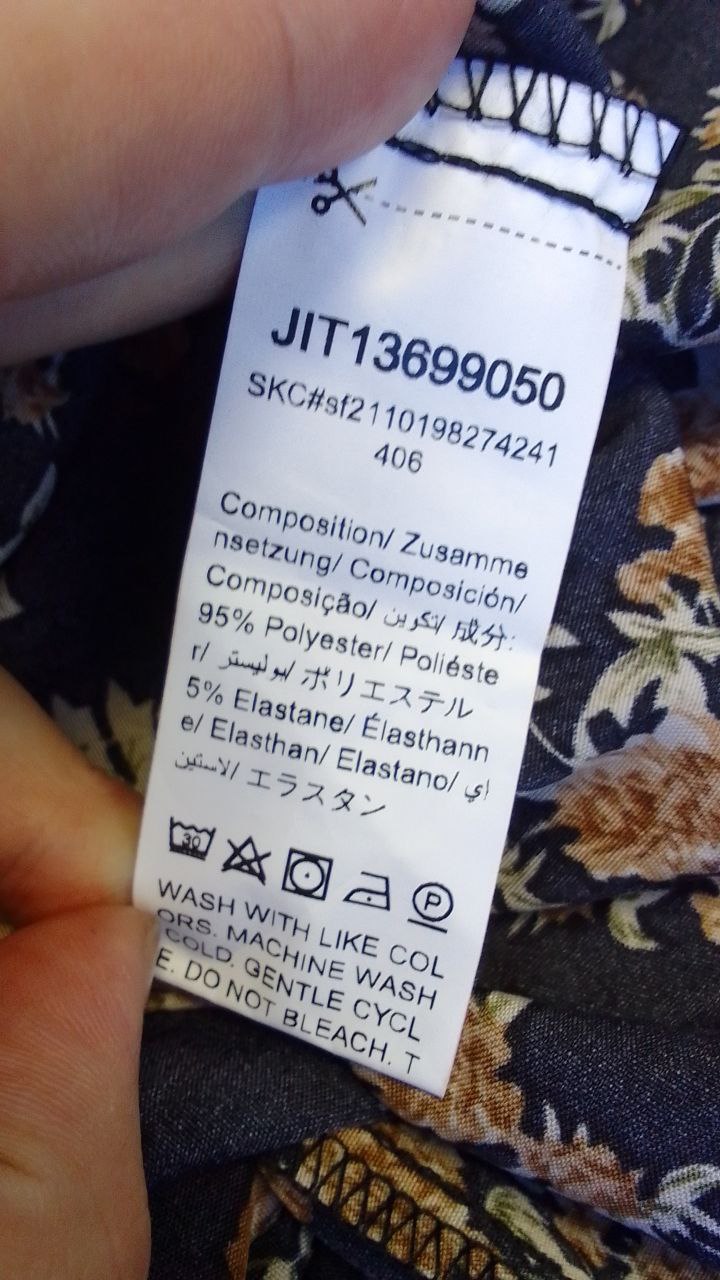 JIT13699050
SKC#sf2110198274241
406
Composition/ Zusamme
nsetzung/ Composición/
Composição/ تكوين/ 成分:
95% Polyester/ Poliéste
r/ بوليستر/ ポリエステル
5% Elastane/ Élasthann
e/ Elasthan/ Elastano/ اي
لاستين/ エラスタン
30
P
WASH WITH LIKE COL
ORS. MACHINE WASH
COLD. GENTLE CYCL
E. DO NOT BLEACH. T